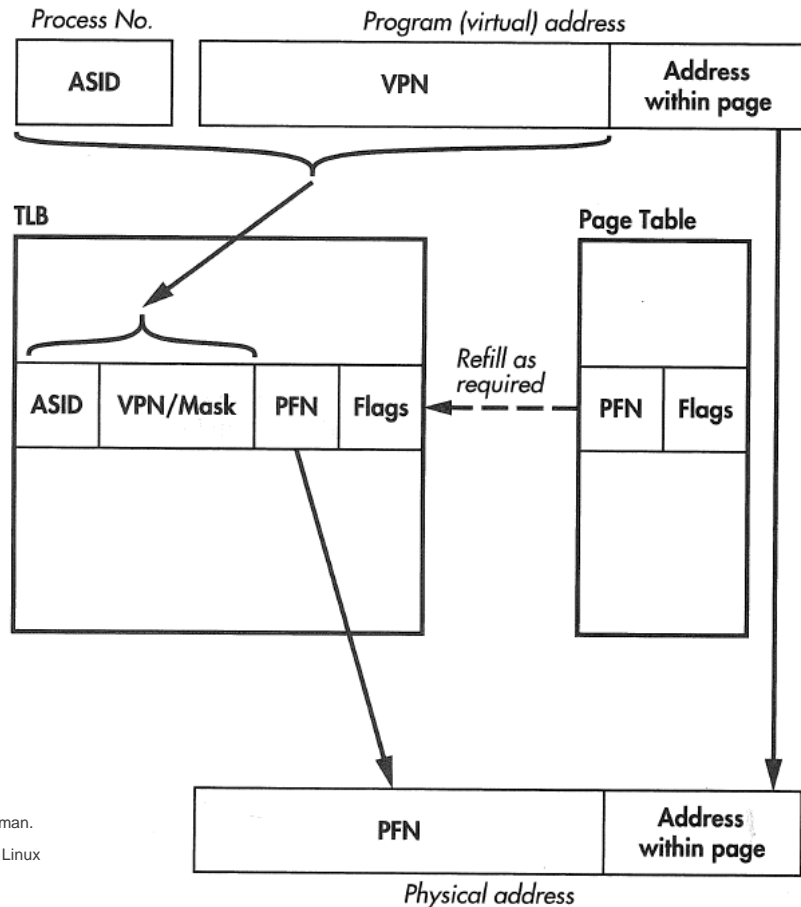 Process No.
Program (virtual) address
ASID
VPN
Address
within page
TLB
Page Table
Refill as
required
ASID
VPN/Mask
PFN
Flags
PFN
Flags
man.
Linux
PFN
Address
within page
Physical address